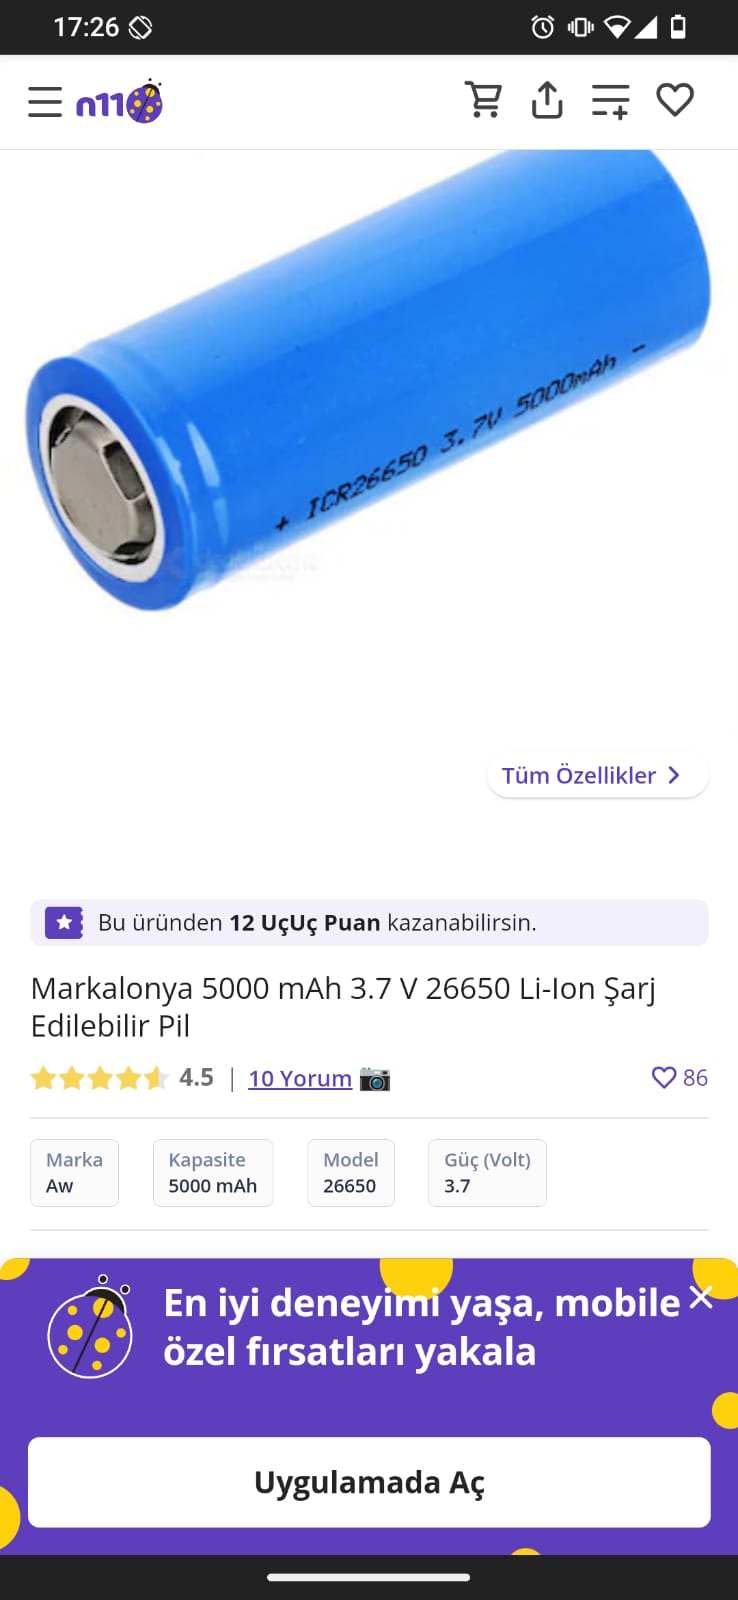 17:26
n11
+ ICR26650 3.7V 5000mAh -
Tüm Özellikler
Bu üründen 12 UçUç Puan kazanabilirsin.
Markalonya 5000 mAh 3.7 V 26650 Li-Ion Şarj
Edilebilir Pil
4.5 | 10 Yorum
86
Marka
Aw
Kapasite
5000 mAh
Model
26650
Güç (Volt)
3.7
En iyi deneyimi yaşa, mobile
özel fırsatları yakala
Uygulamada Aç